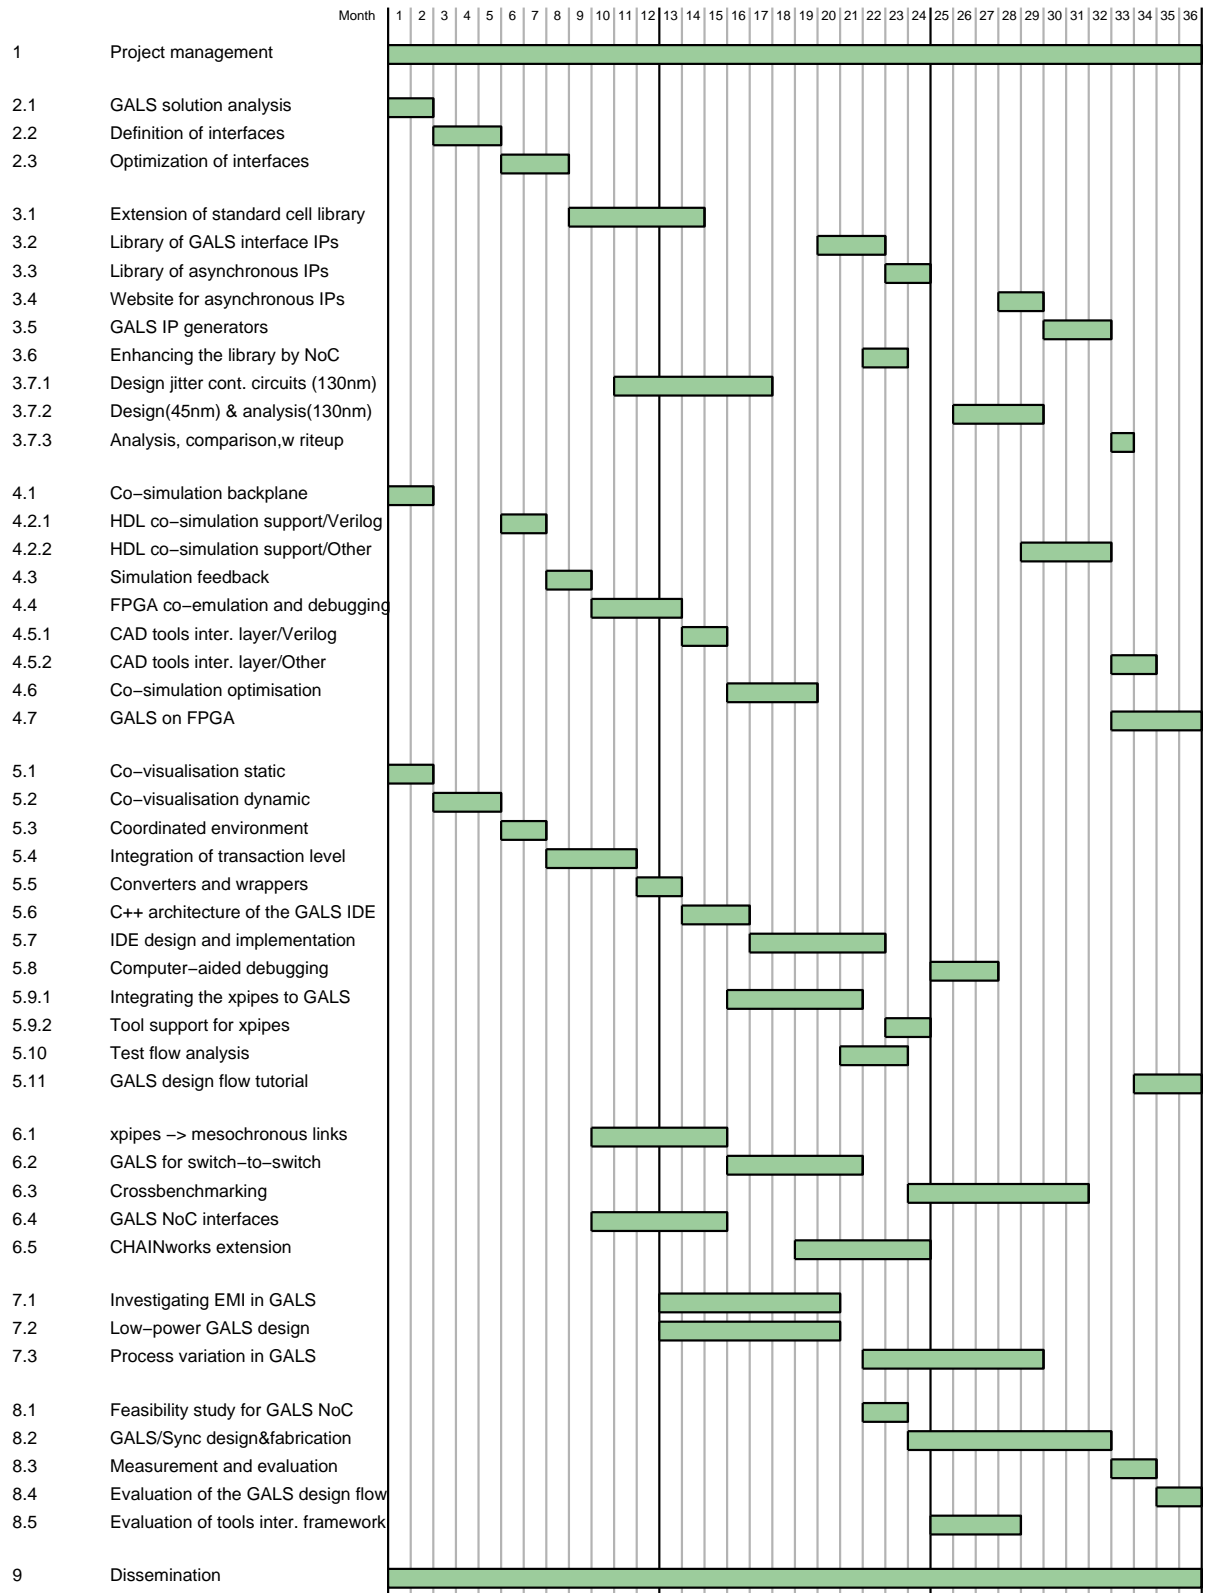 Month 1 2 3 4 5 6 7 8 9 10 11 12 13 14 15 16 17 18 19 20 21 22 23 24 25 26 27 28 29 30 31 32 33 34 35 36
1 Project management
2.1 GALS solution analysis
2.2 Definition of interfaces
2.3 Optimization of interfaces
3.1 Extension of standard cell library
3.2 Library of GALS interface IPs
3.3 Library of asynchronous IPs
3.4 Website for asynchronous IPs
3.5 GALS IP generators
3.6 Enhancing the library by NoC
3.7.1 Design jitter cont. circuits (130nm)
3.7.2 Design(45nm) & analysis(130nm)
3.7.3 Analysis, comparison,w riteup
4.1 Co−simulation backplane
4.2.1 HDL co−simulation support/Verilog
4.2.2 HDL co−simulation support/Other
4.3 Simulation feedback
4.4 FPGA co−emulation and debugging
4.5.1 CAD tools inter. layer/Verilog
4.5.2 CAD tools inter. layer/Other
4.6 Co−simulation optimisation
4.7 GALS on FPGA
5.1 Co−visualisation static
5.2 Co−visualisation dynamic
5.3 Coordinated environment
5.4 Integration of transaction level
5.5 Converters and wrappers
5.6 C++ architecture of the GALS IDE
5.7 IDE design and implementation
5.8 Computer−aided debugging
5.9.1 Integrating the xpipes to GALS
5.9.2 Tool support for xpipes
5.10 Test flow analysis
5.11 GALS design flow tutorial
6.1 xpipes −> mesochronous links
6.2 GALS for switch−to−switch
6.3 Crossbenchmarking
6.4 GALS NoC interfaces
6.5 CHAINworks extension
7.1 Investigating EMI in GALS
7.2 Low−power GALS design
7.3 Process variation in GALS
8.1 Feasibility study for GALS NoC
8.2 GALS/Sync design&fabrication
8.3 Measurement and evaluation
8.4 Evaluation of the GALS design flow
8.5 Evaluation of tools inter. framework
9 Dissemination